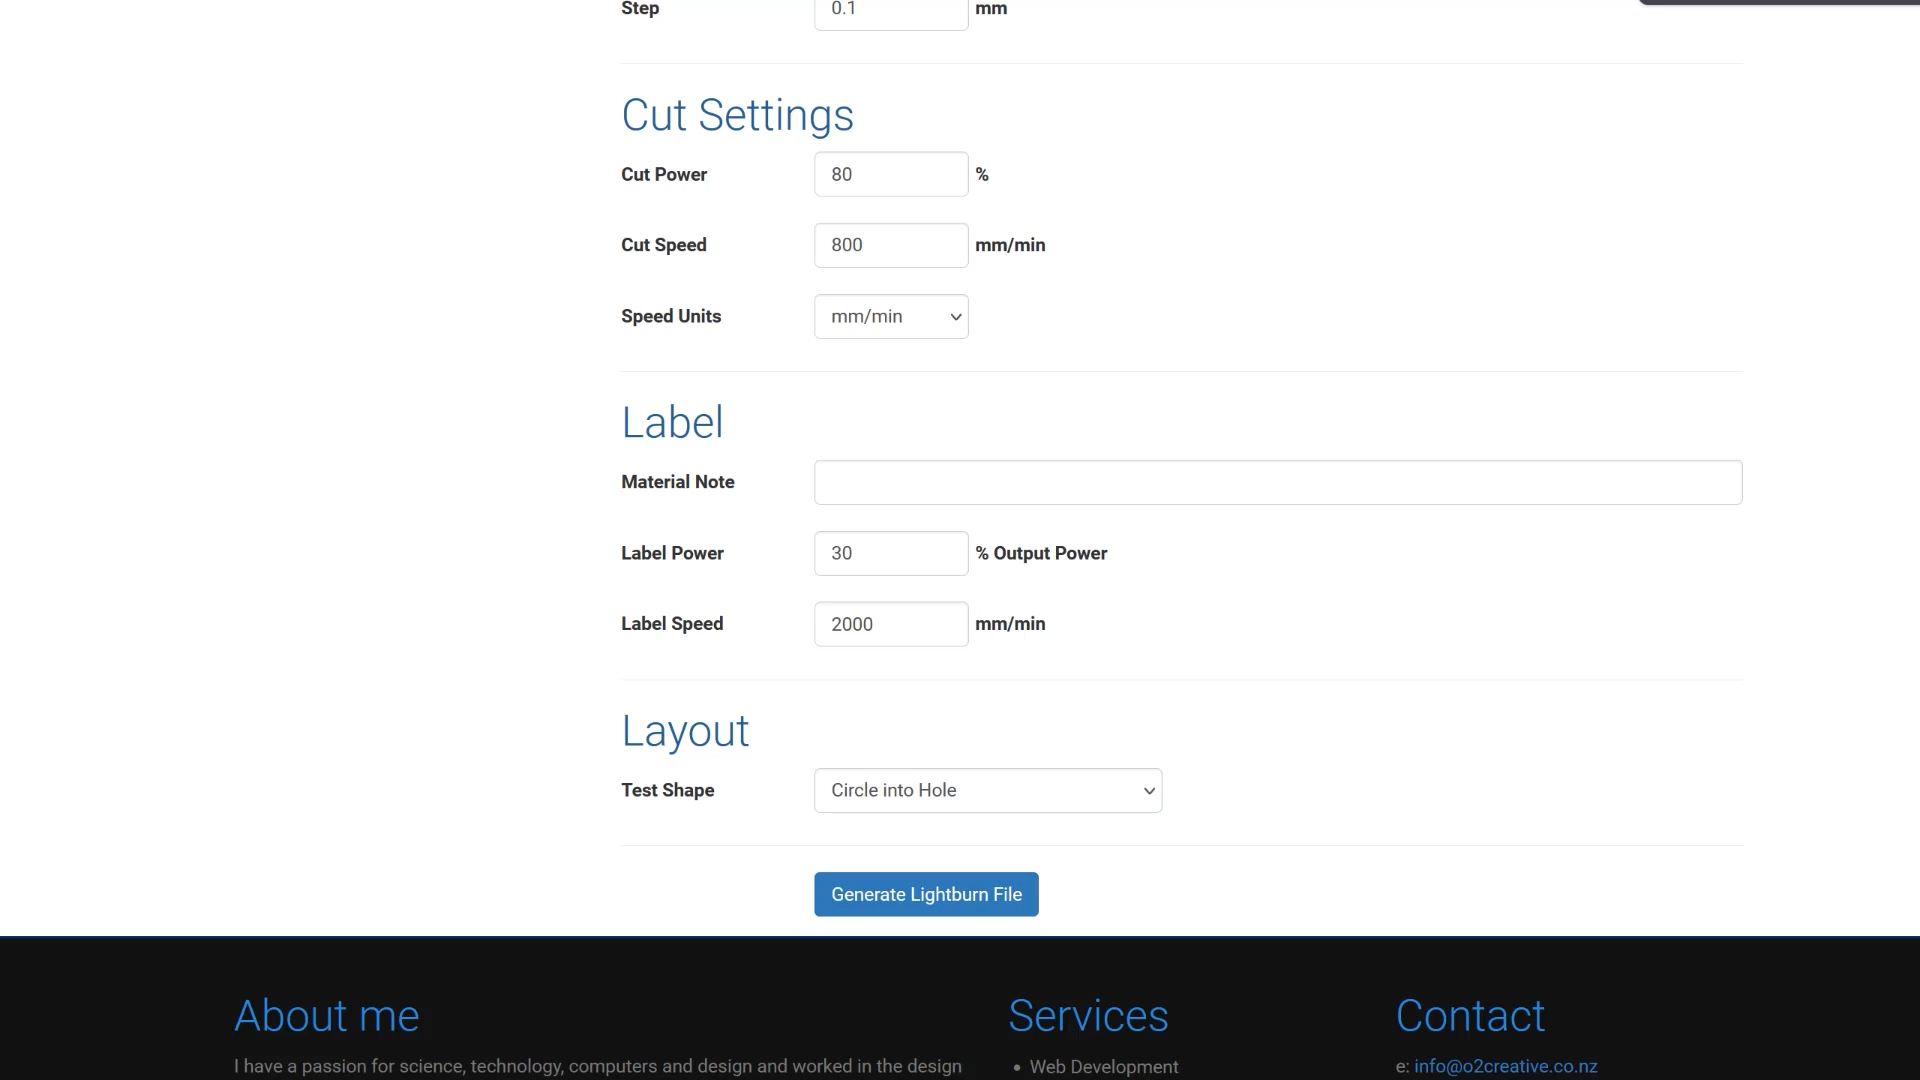 Step 0.1 mm
Cut Settings
Cut Power 80 %
Cut Speed 800 mm/min
Speed Units mm/min
Label
Material Note
Label Power 30 % Output Power
Label Speed 2000 mm/min
Layout
Test Shape Circle into Hole
Generate Lightburn File
About me Services Contact
I have a passion for science, technology, computers and design and worked in the design • Web Development e: info@o2creative.co.nz